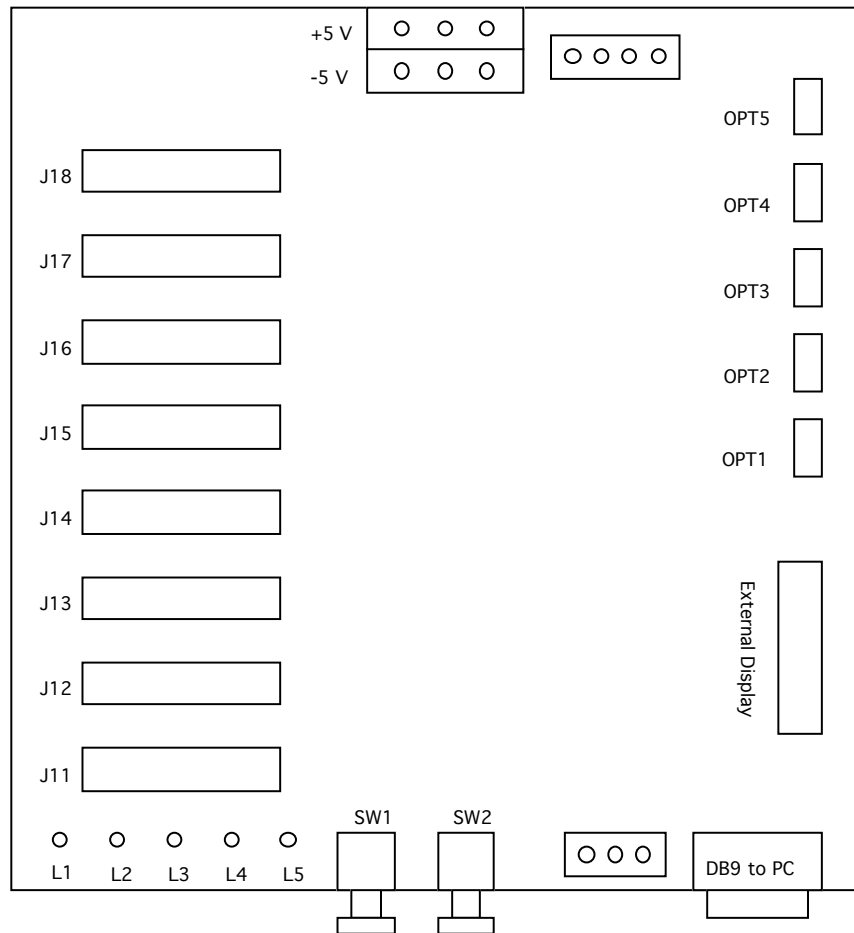 +5 V
-5 V
OPT5
J18
OPT4
J17
OPT3
J16
OPT2
J15
OPT1
J14
External Display
J13
J12
J11
SW1
SW2
L1
L2
L3
L4
L5
DB9 to PC